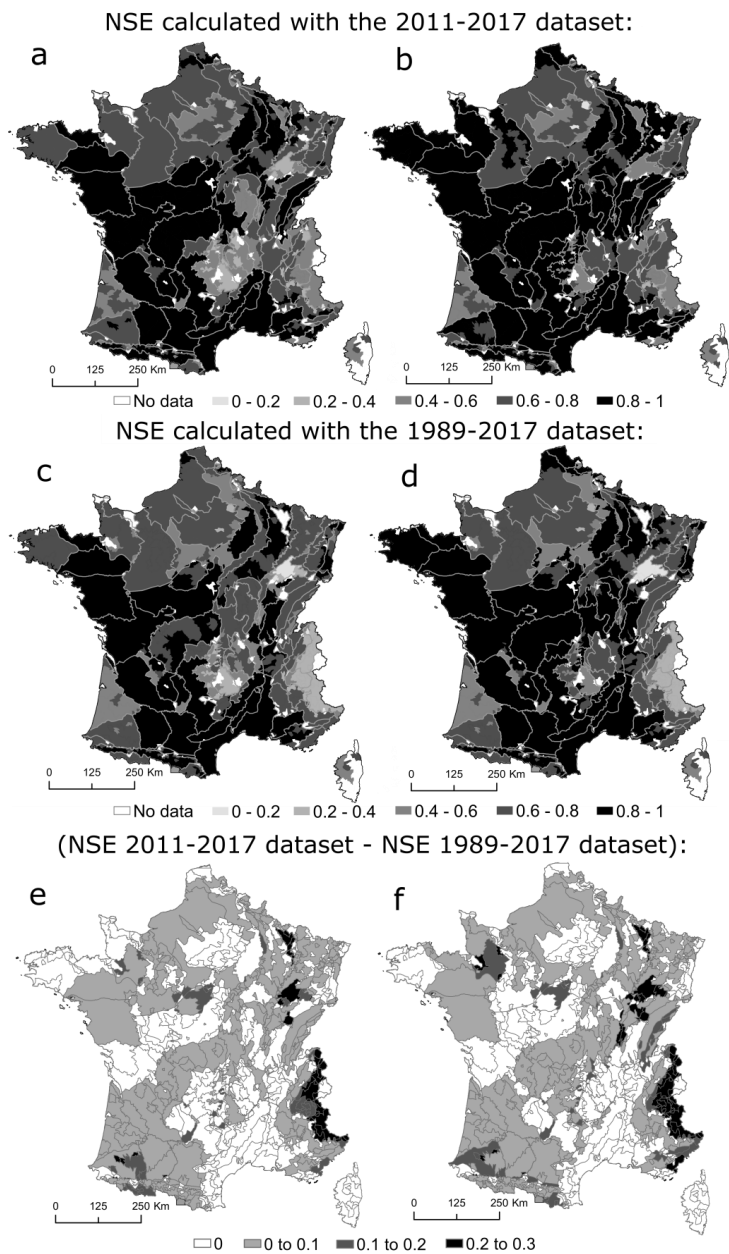 NSE calculated with the 2011-2017 dataset:
a
b
0 125 250 Km
0 125 250 Km
No data 0 - 0.2 0.2 - 0.4 0.4 - 0.6 0.6 - 0.8 0.8 - 1
NSE calculated with the 1989-2017 dataset:
c
d
0 125 250 Km
0 125 250 Km
No data 0 - 0.2 0.2 - 0.4 0.4 - 0.6 0.6 - 0.8 0.8 - 1
(NSE 2011-2017 dataset - NSE 1989-2017 dataset):
e
f
0 125 250 Km
0 125 250 Km
0 0 to 0.1 0.1 to 0.2 0.2 to 0.3